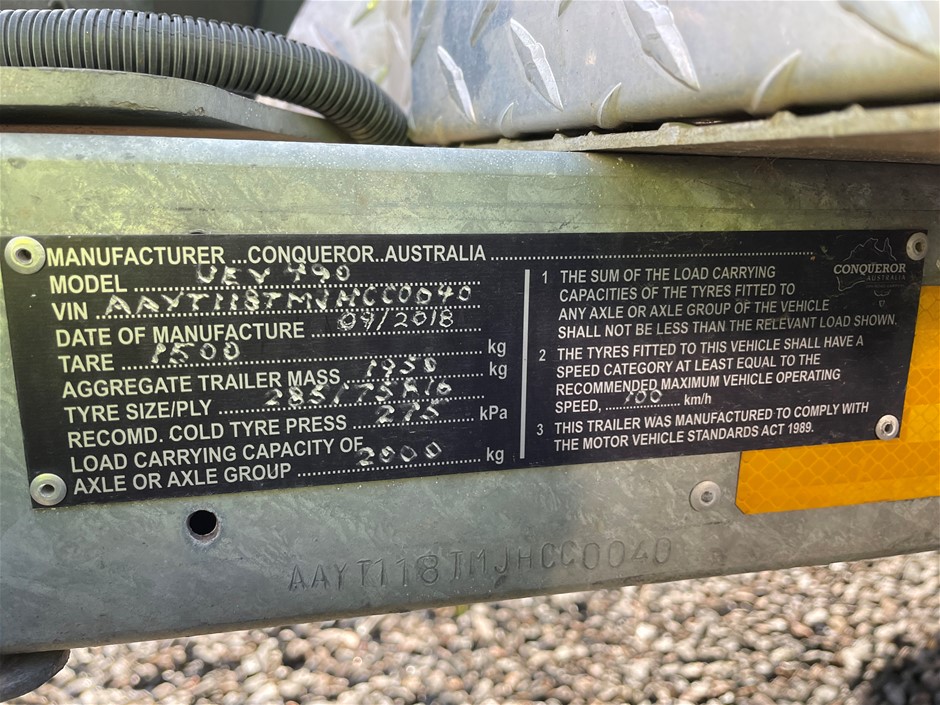 MANUFACTURER ...CONQUEROR..AUSTRALIA
MODEL UEV 490
VIN AAYT118TMJHCC0040
DATE OF MANUFACTURE 09/2018
TARE 1500 kg
AGGREGATE TRAILER MASS 1950 kg
TYRE SIZE/PLY 285/75R16
RECOMD. COLD TYRE PRESS 275 kPa
LOAD CARRYING CAPACITY OF
AXLE OR AXLE GROUP 2000 kg
1 THE SUM OF THE LOAD CARRYING
CAPACITIES OF THE TYRES FITTED TO
ANY AXLE OR AXLE GROUP OF THE VEHICLE
SHALL NOT BE LESS THAN THE RELEVANT LOAD SHOWN.
2 THE TYRES FITTED TO THIS VEHICLE SHALL HAVE A
SPEED CATEGORY AT LEAST EQUAL TO THE
RECOMMENDED MAXIMUM VEHICLE OPERATING
SPEED, 100 km/h
3 THIS TRAILER WAS MANUFACTURED TO COMPLY WITH
THE MOTOR VEHICLE STANDARDS ACT 1989.
CONQUEROR
AUSTRALIA
AAYT118TMJHCC0040